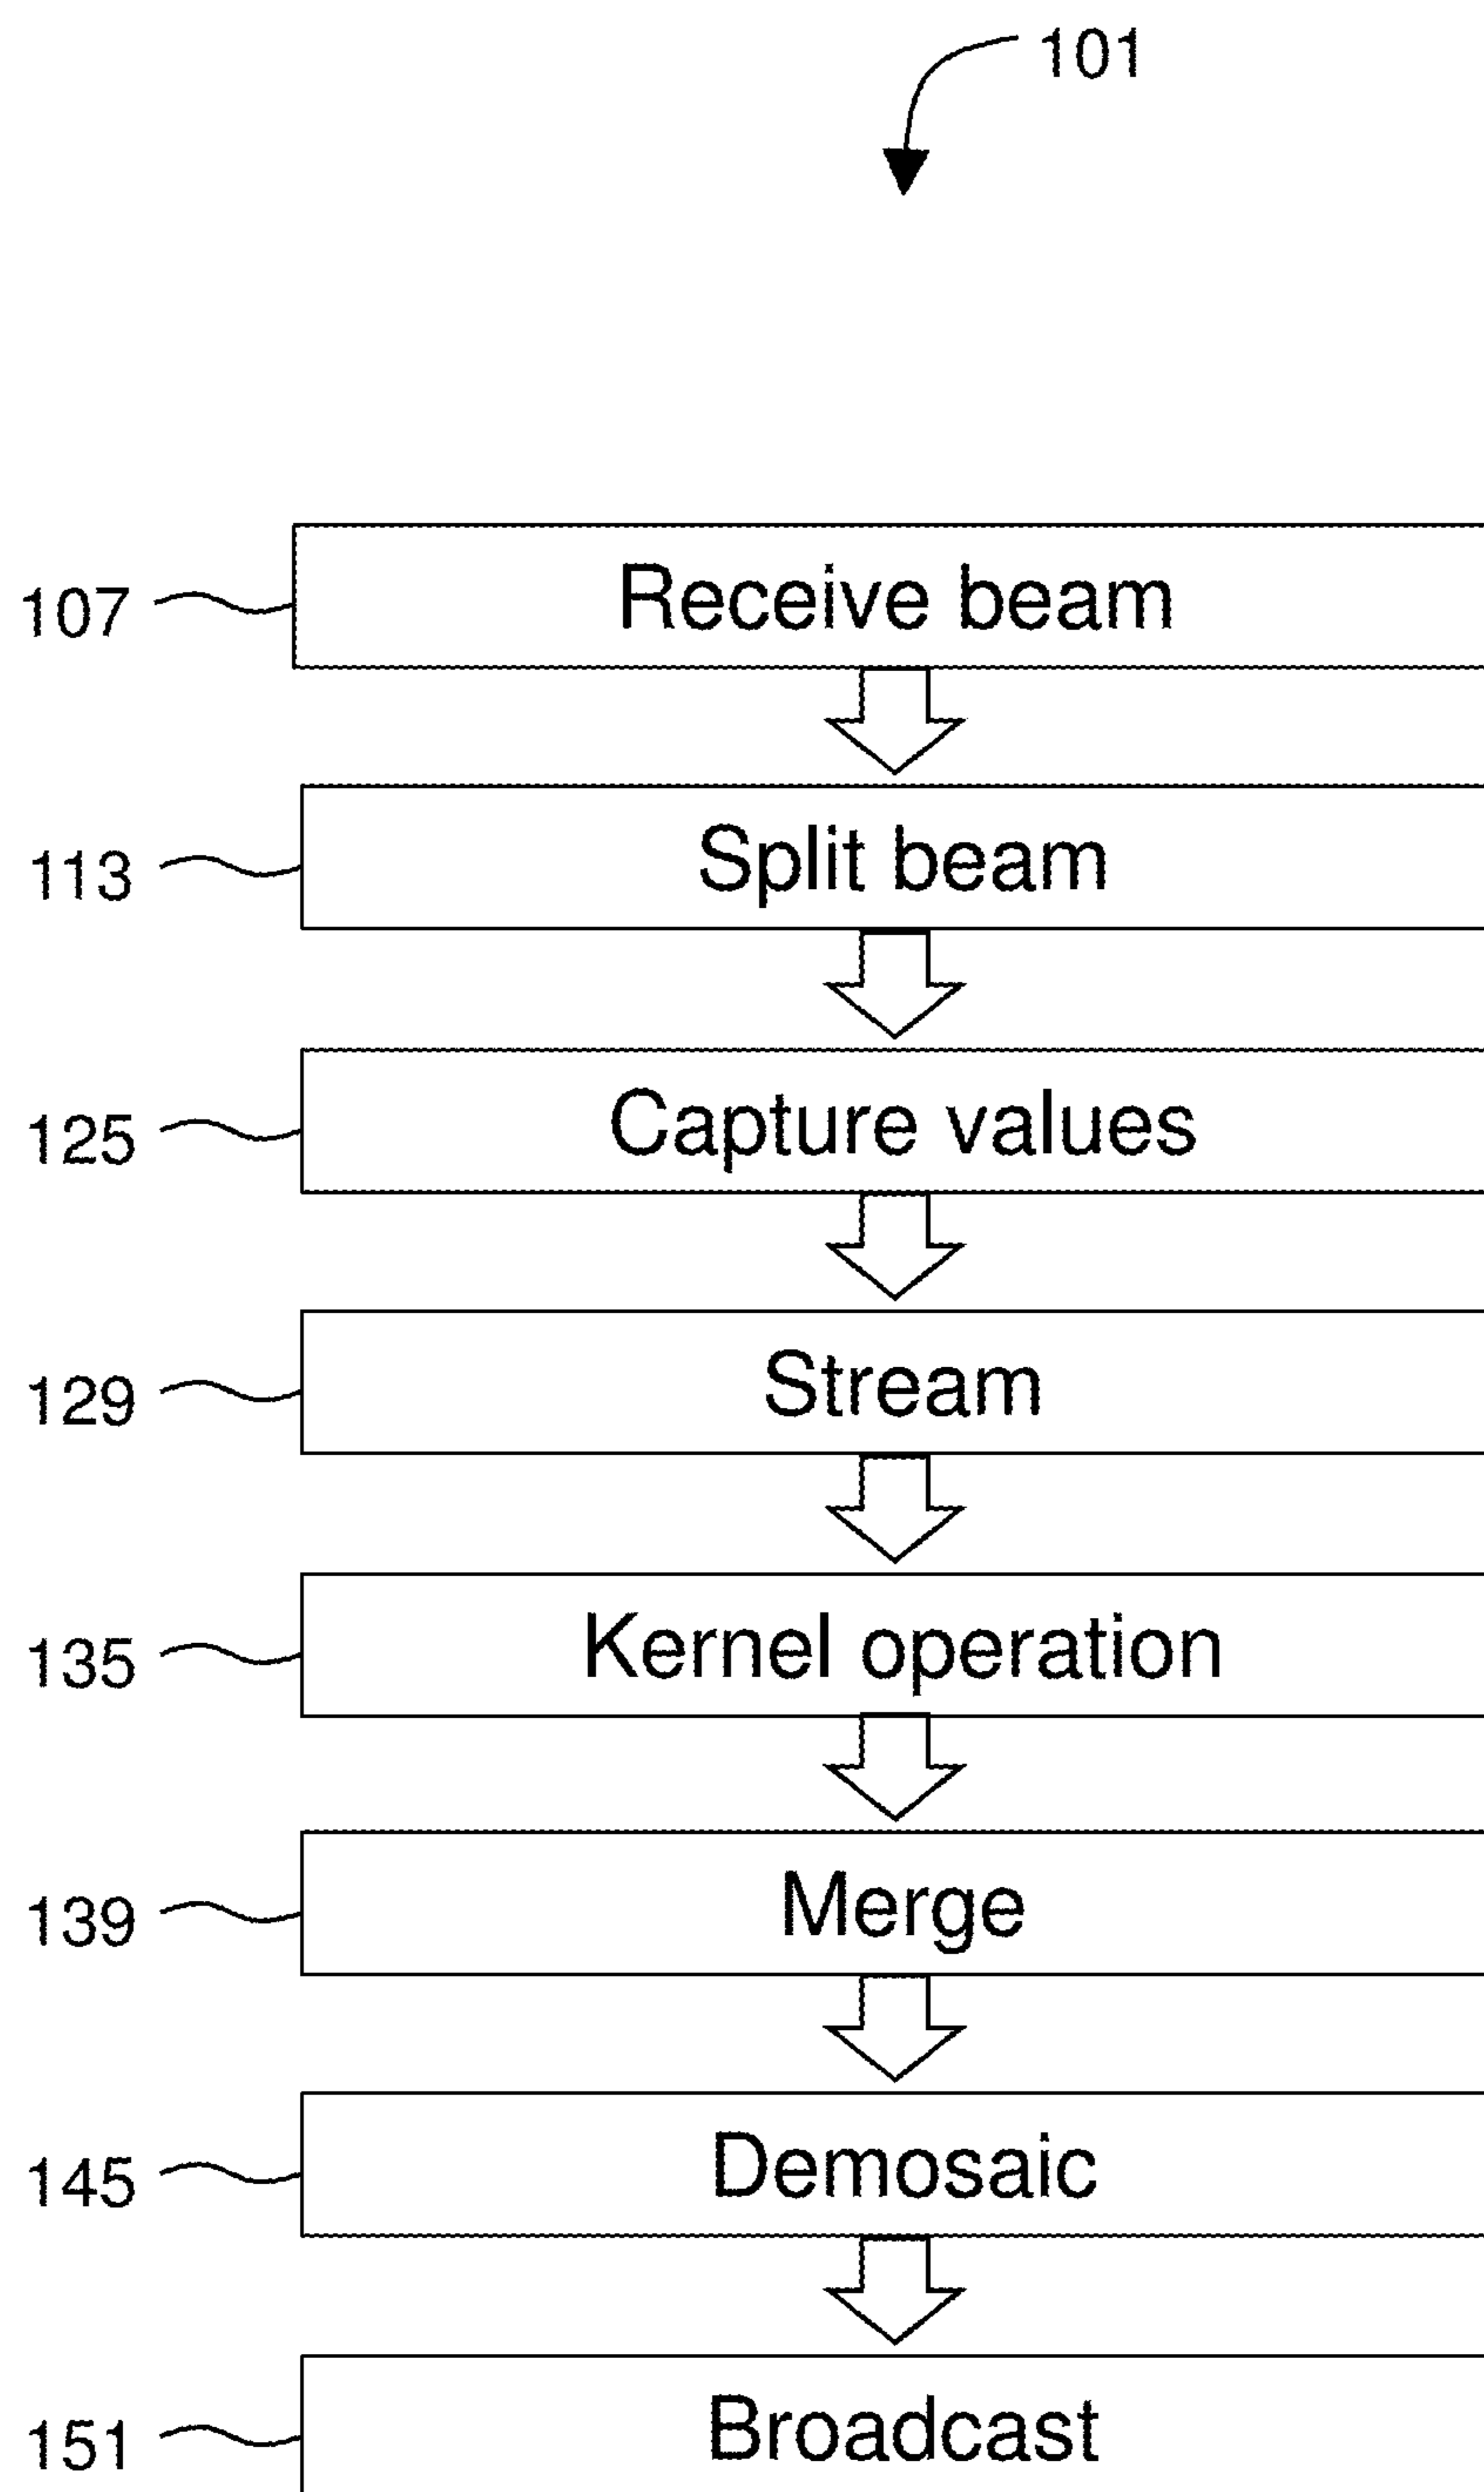 101
107 Receive beam
113 Split beam
125 Capture values
129 Stream
135 Kernel operation
139 Merge
145 Demosaic
151 Broadcast